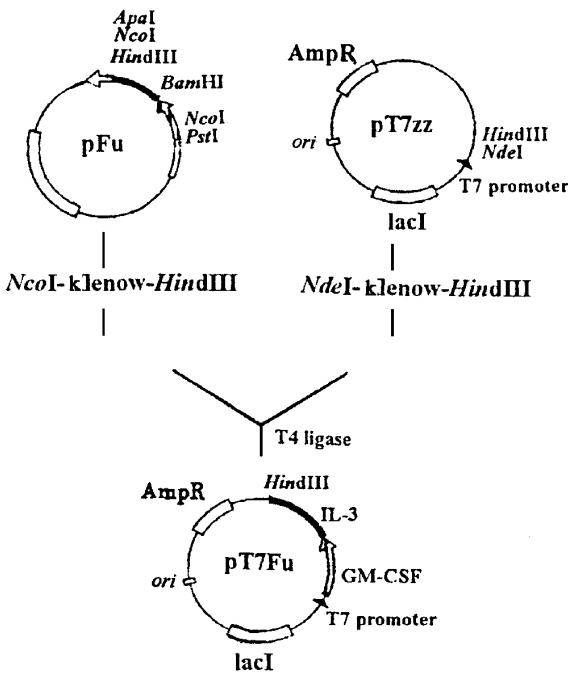 ApaI
NcoI
HindIII
BamHI
NcoI
PstI
pFu
AmpR
pT7zz
ori
HindIII
NdeI
T7 promoter
lacI
NcoI-klenow-HindIII
NdeI-klenow-HindIII
T4 ligase
HindIII
AmpR
IL-3
pT7Fu
ori
GM-CSF
T7 promoter
lacI